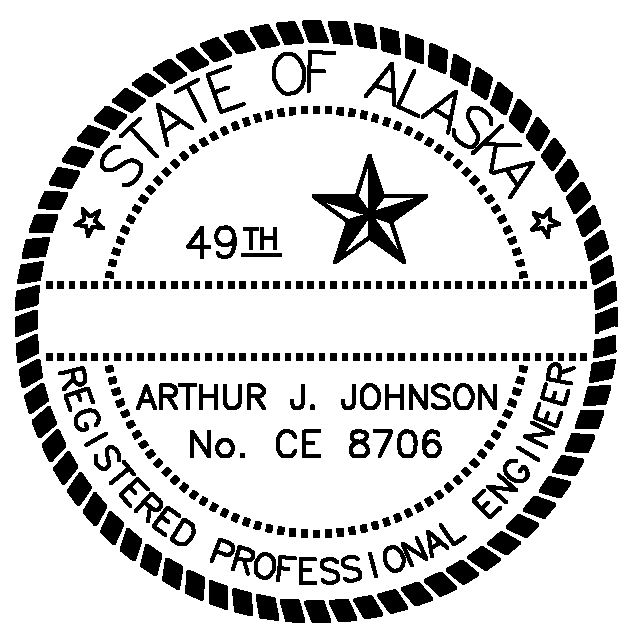 STATE OF ALASKA
49TH
ARTHUR J. JOHNSON
No. CE 8706
REGISTERED PROFESSIONAL ENGINEER